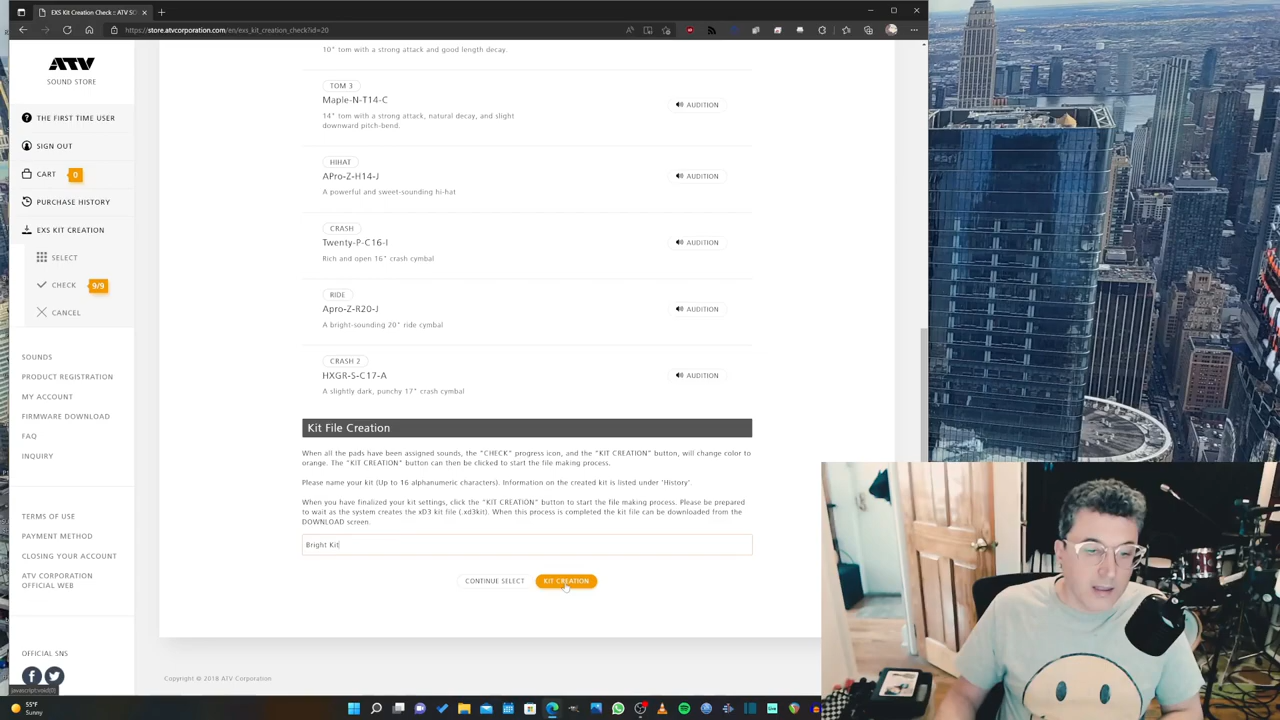 EXS Kit Creation Check :: ATV SO
https://store.atvcorporation.com/en/exs_kit_creation_check?id=20
ATV
SOUND STORE
THE FIRST TIME USER
SIGN OUT
CART 0
PURCHASE HISTORY
EXS KIT CREATION
SELECT
CHECK 9/9
CANCEL
SOUNDS
PRODUCT REGISTRATION
MY ACCOUNT
FIRMWARE DOWNLOAD
FAQ
INQUIRY
TERMS OF USE
PAYMENT METHOD
CLOSING YOUR ACCOUNT
ATV CORPORATION
OFFICIAL WEB
OFFICIAL SNS
javascript:void(0)
10" tom with a strong attack and good length decay.
TOM 3
Maple-N-T14-C
14" tom with a strong attack, natural decay, and slight
downward pitch-bend.
AUDITION
HIHAT
APro-Z-H14-J
A powerful and sweet-sounding hi-hat
AUDITION
CRASH
Twenty-P-C16-I
Rich and open 16" crash cymbal
AUDITION
RIDE
Apro-Z-R20-J
A bright-sounding 20" ride cymbal
AUDITION
CRASH 2
HXGR-S-C17-A
A slightly dark, punchy 17" crash cymbal
AUDITION
Kit File Creation
When all the pads have been assigned sounds, the "CHECK" progress icon, and the "KIT CREATION" button, will change color to
orange. The "KIT CREATION" button can then be clicked to start the file making process.
Please name your kit (Up to 16 alphanumeric characters). Information on the created kit is listed under 'History'.
When you have finalized your kit settings, click the "KIT CREATION" button to start the file making process. Please be prepared
to wait as the system creates the xD3 kit file (.xd3kit). When this process is completed the kit file can be downloaded from the
DOWNLOAD screen.
Bright Kit
CONTINUE SELECT
KIT CREATION
Copyright © 2018 ATV Corporation
55°F
Sunny